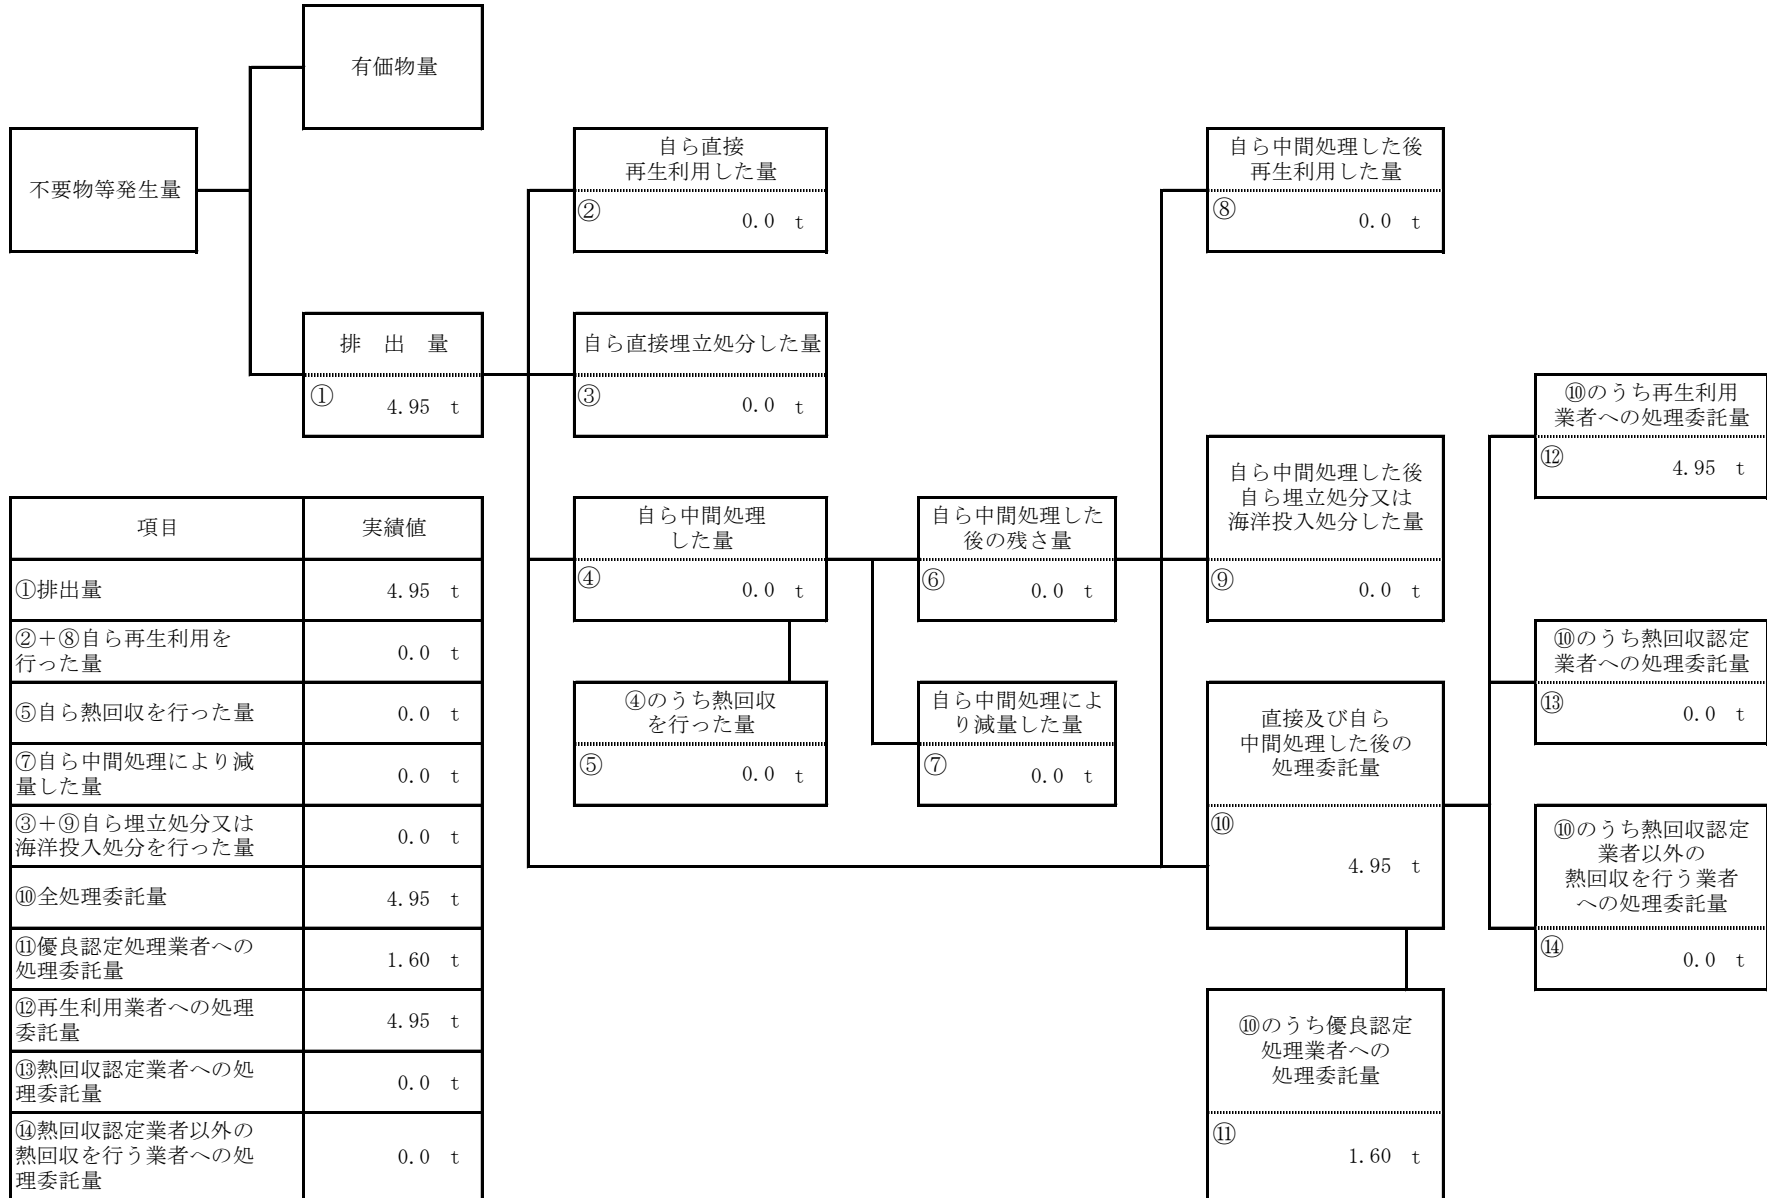 有価物量
不要物等発生量
排　出　量
① 4.95 t
自ら直接
再生利用した量
② 0.0 t
自ら直接埋立処分した量
③ 0.0 t
自ら中間処理
した量
④ 0.0 t
④のうち熱回収
を行った量
⑤ 0.0 t
自ら中間処理した
後の残さ量
⑥ 0.0 t
自ら中間処理によ
り減量した量
⑦ 0.0 t
自ら中間処理した後
再生利用した量
⑧ 0.0 t
自ら中間処理した後
自ら埋立処分又は
海洋投入処分した量
⑨ 0.0 t
直接及び自ら
中間処理した後の
処理委託量
⑩
4.95 t
⑩のうち優良認定
処理業者への
処理委託量
⑪
1.60 t
⑩のうち再生利用
業者への処理委託量
⑫ 4.95 t
⑩のうち熱回収認定
業者への処理委託量
⑬ 0.0 t
⑩のうち熱回収認定
業者以外の
熱回収を行う業者
への処理委託量
⑭ 0.0 t
項目 実績値
①排出量 4.95 t
②＋⑧自ら再生利用を
行った量 0.0 t
⑤自ら熱回収を行った量 0.0 t
⑦自ら中間処理により減
量した量 0.0 t
③＋⑨自ら埋立処分又は
海洋投入処分を行った量 0.0 t
⑩全処理委託量 4.95 t
⑪優良認定処理業者への
処理委託量 1.60 t
⑫再生利用業者への処理
委託量 4.95 t
⑬熱回収認定業者への処
理委託量 0.0 t
⑭熱回収認定業者以外の
熱回収を行う業者への処
理委託量 0.0 t